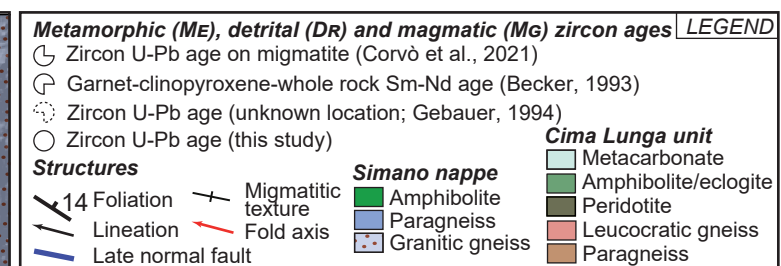 Metamorphic (ME), detrital (DR) and magmatic (MG) zircon ages
LEGEND
Zircon U-Pb age on migmatite (Corvò et al., 2021)
Garnet-clinopyroxene-whole rock Sm-Nd age (Becker, 1993)
Zircon U-Pb age (unknown location; Gebauer, 1994)
Zircon U-Pb age (this study)
Structures
14 Foliation
Lineation
Late normal fault
Migmatitic
texture
Fold axis
Simano nappe
Amphibolite
Paragneiss
Granitic gneiss
Cima Lunga unit
Metacarbonate
Amphibolite/eclogite
Peridotite
Leucocratic gneiss
Paragneiss